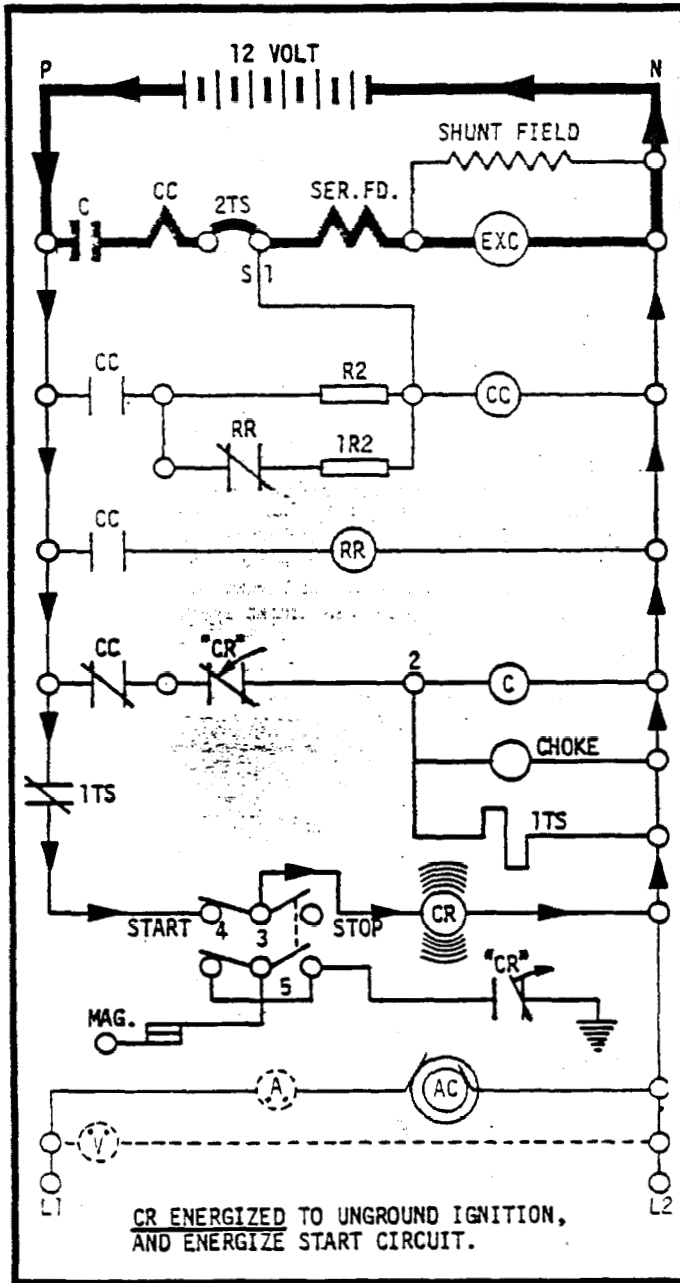 12 VOLT
P
N
SHUNT FIELD
C
CC
2TS
SER.FD.
EXC
S 1
CC
R2
CC
RR
1R2
CC
RR
CC
"CR"
2
C
CHOKE
1TS
1TS
START
4
3
STOP
CR
5
"CR"
MAG.
A
AC
V
L1
L2
CR ENERGIZED TO UNGROUND IGNITION,
AND ENERGIZE START CIRCUIT.